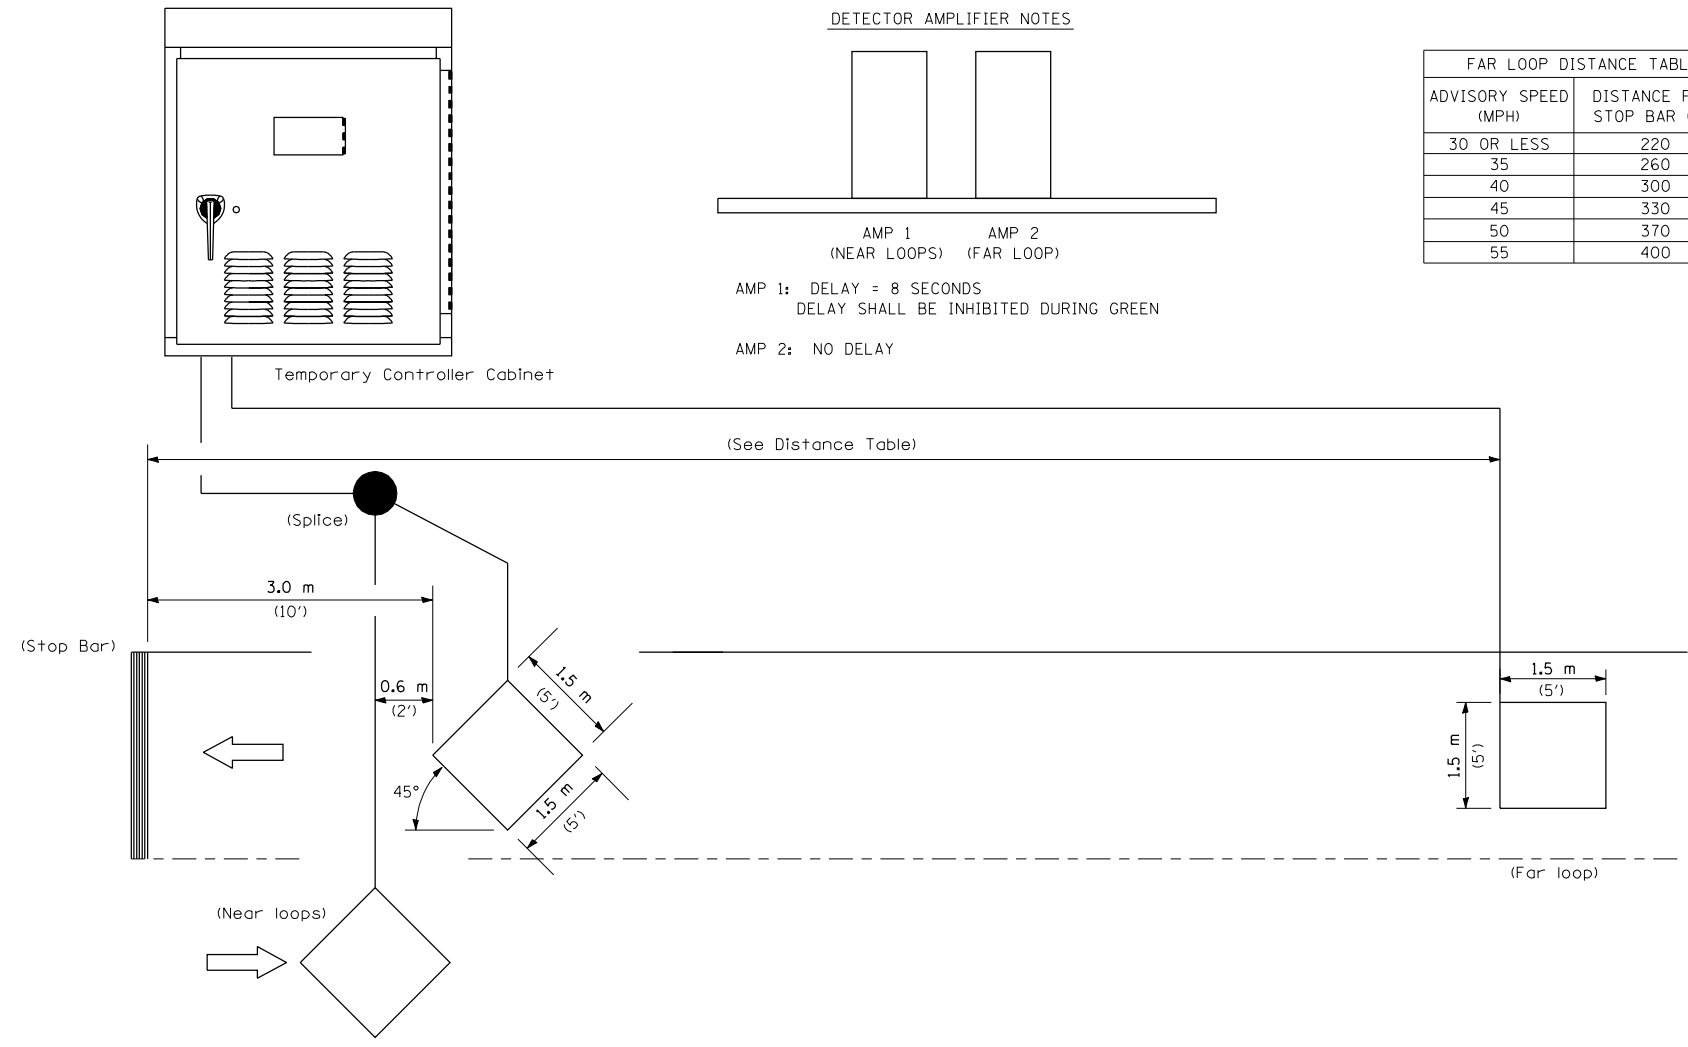 DETECTOR AMPLIFIER NOTES
AMP 1
(NEAR LOOPS)
AMP 2
(FAR LOOP)
AMP 1: DELAY = 8 SECONDS
DELAY SHALL BE INHIBITED DURING GREEN
AMP 2: NO DELAY
FAR LOOP DISTANCE TABL
ADVISORY SPEED
(MPH)
DISTANCE F
STOP BAR (
30 OR LESS 220
35 260
40 300
45 330
50 370
55 400
Temporary Controller Cabinet
(See Distance Table)
(Splice)
3.0 m
(10')
(Stop Bar)
0.6 m
(2')
1.5 m
(5')
45°
1.5 m
(5')
1.5 m
(5')
1.5 m
(5')
(Far loop)
(Near loops)